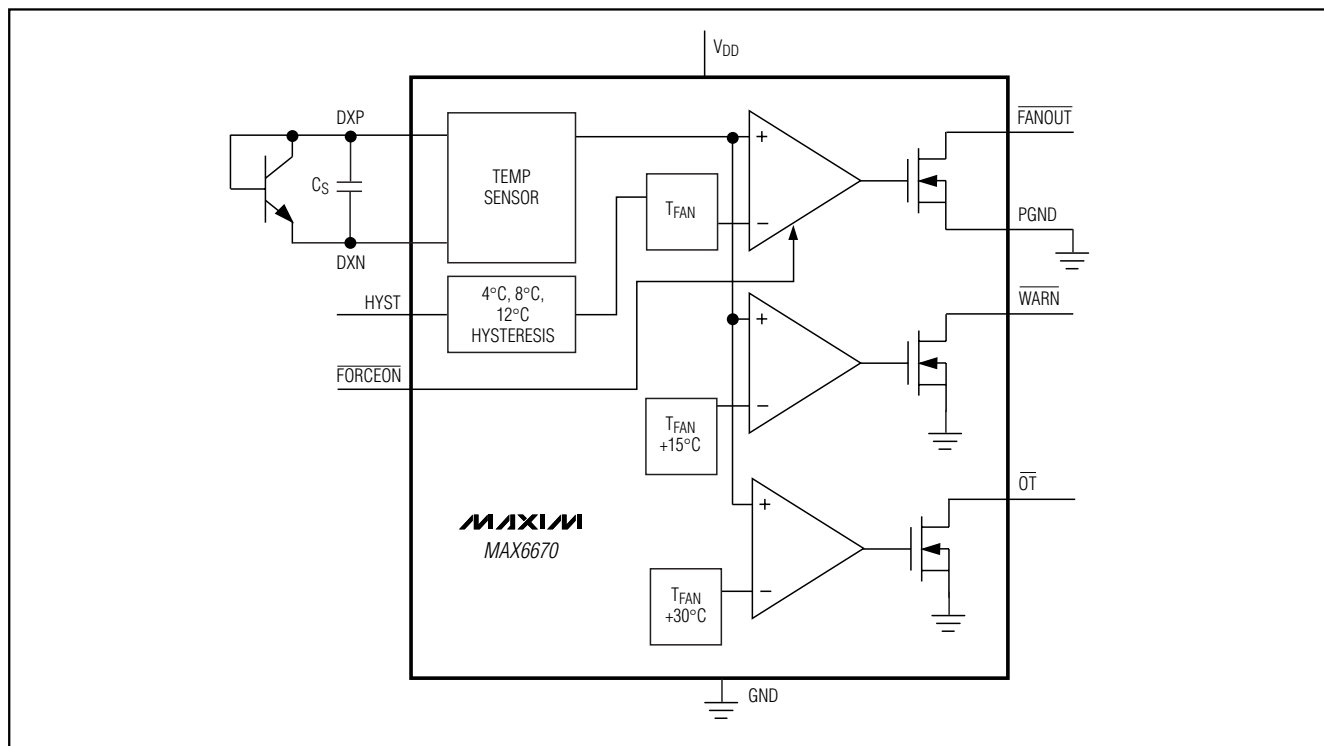 VDD
DXP
FANOUT
+
TEMP
SENSOR
CS
TFAN
−
PGND
DXN
HYST
4°C, 8°C,
12°C
HYSTERESIS
WARN
+
FORCEON
−
TFAN
+15°C
OT
+
MAXIM
MAX6670
−
TFAN
+30°C
GND